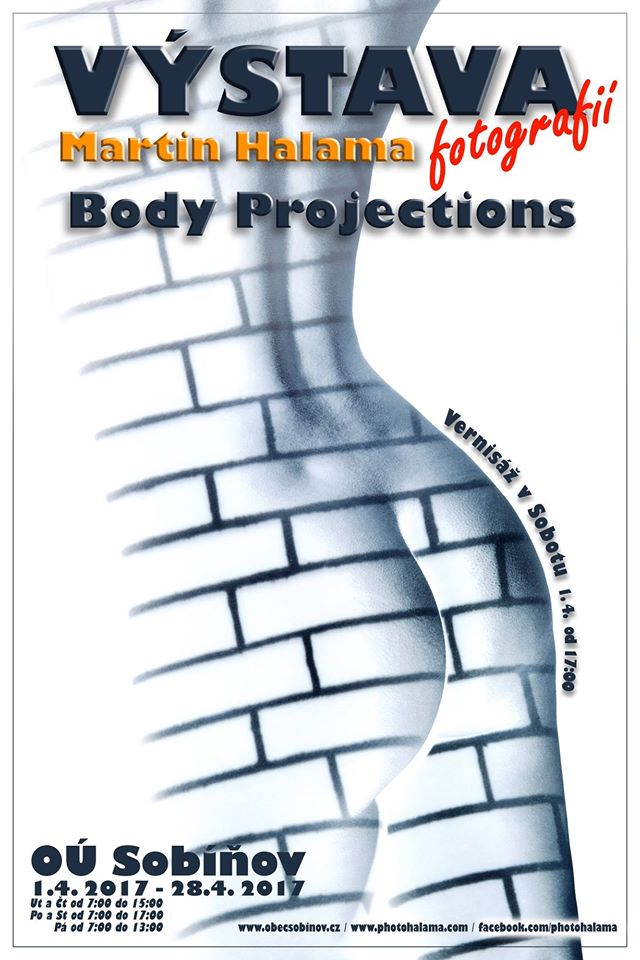 VÝSTAVA
fotografií
Martin Halama
Body Projections
Vernisáž v Sobotu 1.4. od 17:00
OÚ Sobíňov
1.4. 2017 - 28.4. 2017
Ut a Čt od 7:00 do 15:00
Po a St od 7:00 do 17:00
Pá od 7:00 do 13:00
www.obecsobínov.cz / www.photohalama.com / facebook.com/photohalama